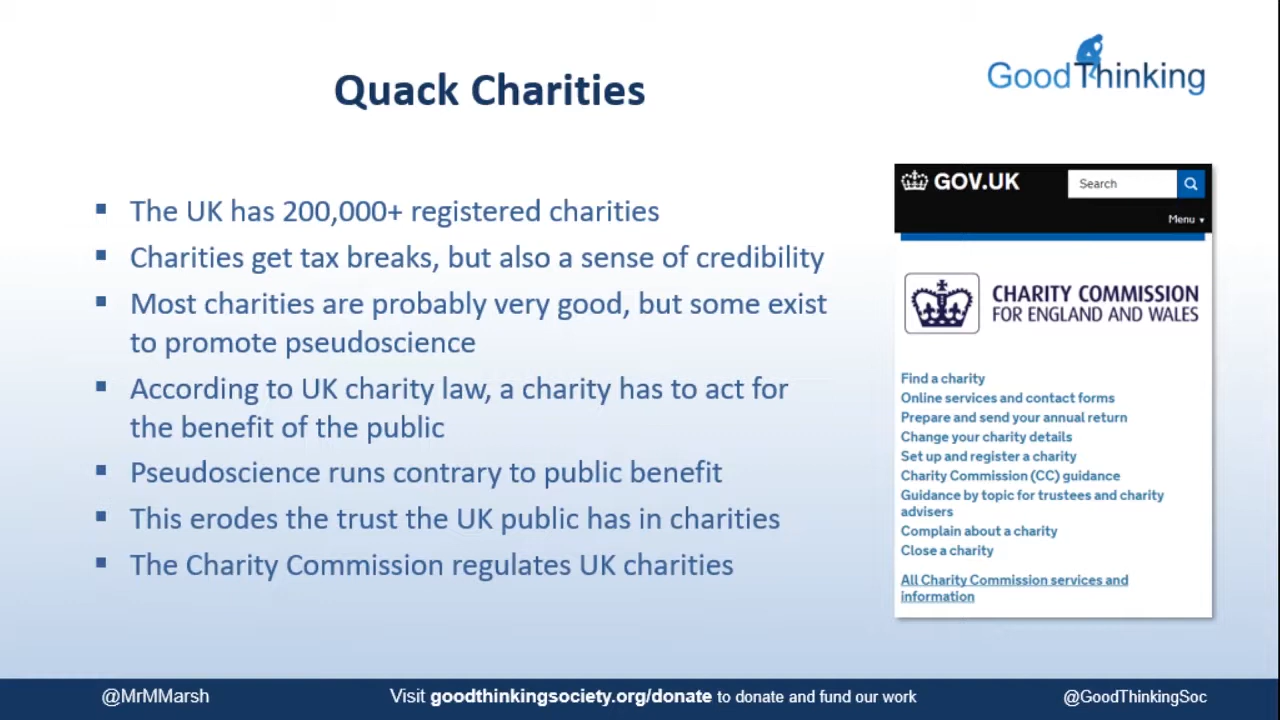 Quack Charities
Good Thinking
▪ The UK has 200,000+ registered charities
▪ Charities get tax breaks, but also a sense of credibility
▪ Most charities are probably very good, but some exist
to promote pseudoscience
▪ According to UK charity law, a charity has to act for
the benefit of the public
▪ Pseudoscience runs contrary to public benefit
▪ This erodes the trust the UK public has in charities
▪ The Charity Commission regulates UK charities
GOV.UK
Search
Menu ▾
CHARITY COMMISSION
FOR ENGLAND AND WALES
Find a charity
Online services and contact forms
Prepare and send your annual return
Change your charity details
Set up and register a charity
Charity Commission (CC) guidance
Guidance by topic for trustees and charity
advisers
Complain about a charity
Close a charity
All Charity Commission services and
information
@MrMMarsh
Visit goodthinkingsociety.org/donate to donate and fund our work
@GoodThinkingSoc